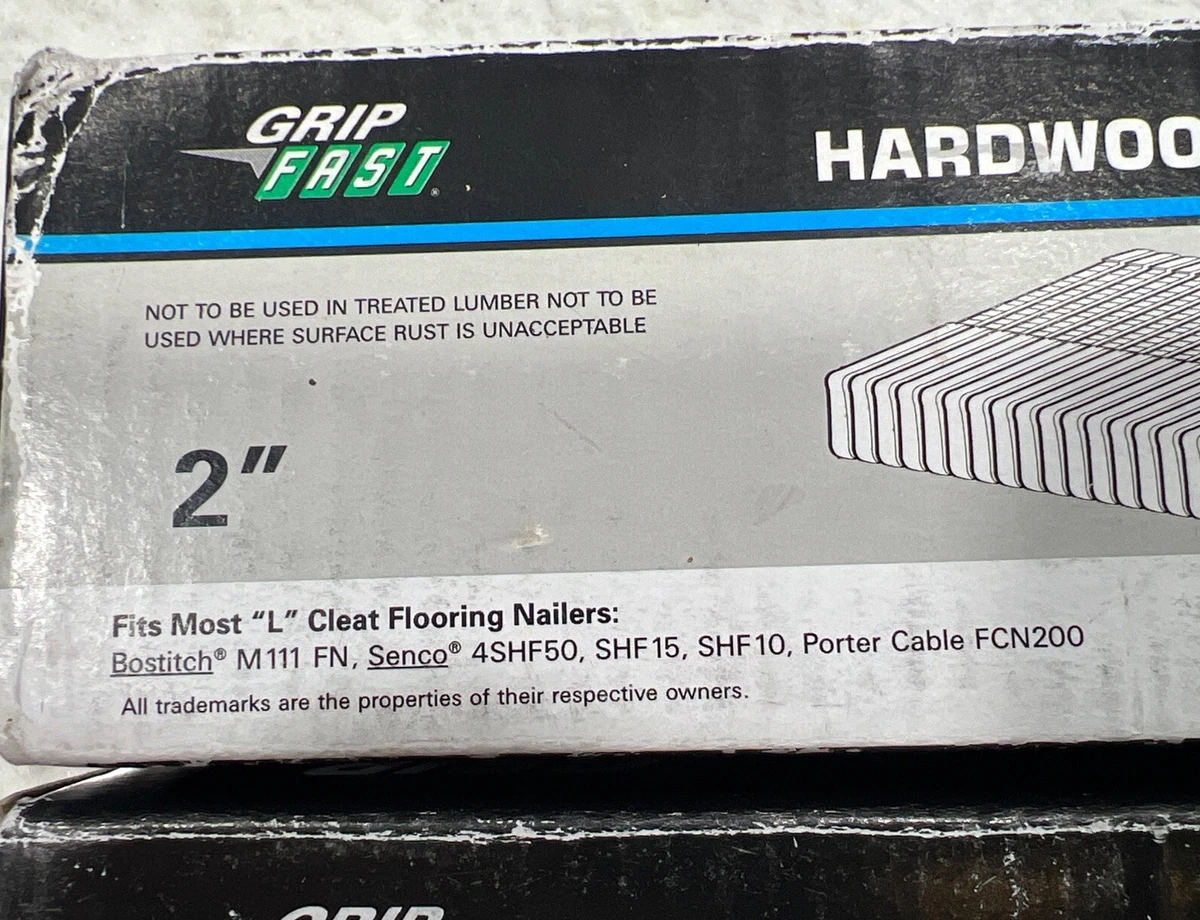 GRIP
FAST®
HARDWOO
NOT TO BE USED IN TREATED LUMBER NOT TO BE
USED WHERE SURFACE RUST IS UNACCEPTABLE
2"
Fits Most “L” Cleat Flooring Nailers:
Bostitch® M111 FN, Senco® 4SHF50, SHF15, SHF10, Porter Cable FCN200
All trademarks are the properties of their respective owners.
GRIP